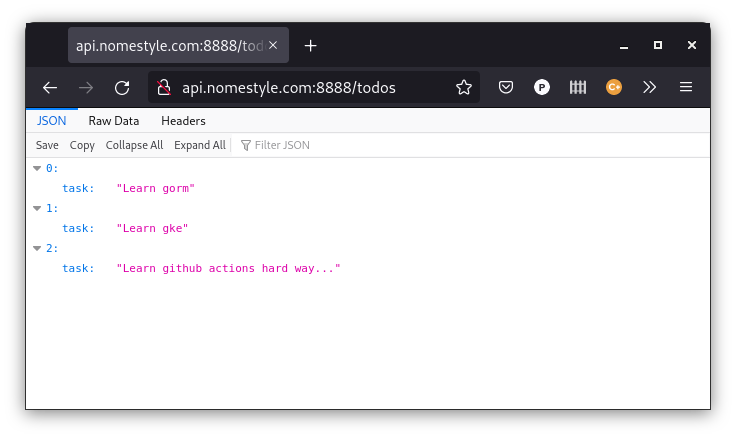 api.nomestyle.com:8888/tod
api.nomestyle.com:8888/todos
P
C+
JSON Raw Data Headers
Save Copy Collapse All Expand All Filter JSON
0:
task: "Learn gorm"
1:
task: "Learn gke"
2:
task: "Learn github actions hard way..."